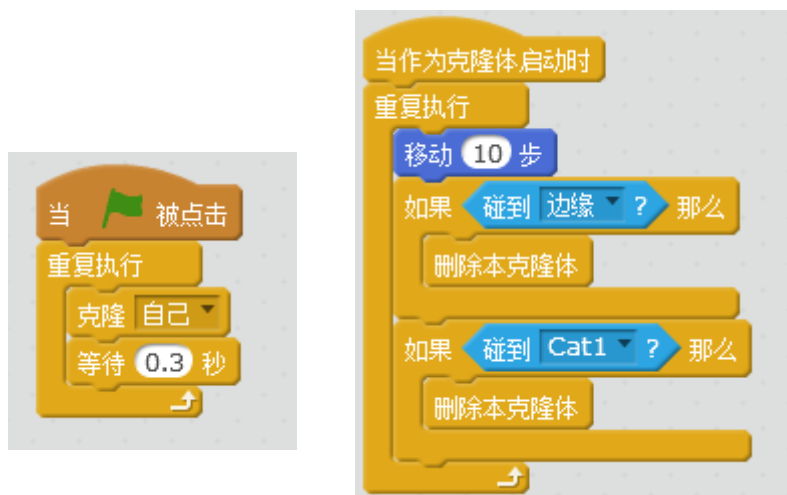 当 被点击
重复执行
克隆 自己
等待 0.3 秒
当作为克隆体启动时
重复执行
移动 10 步
如果 碰到 边缘 ? 那么
删除本克隆体
如果 碰到 Cat1 ? 那么
删除本克隆体